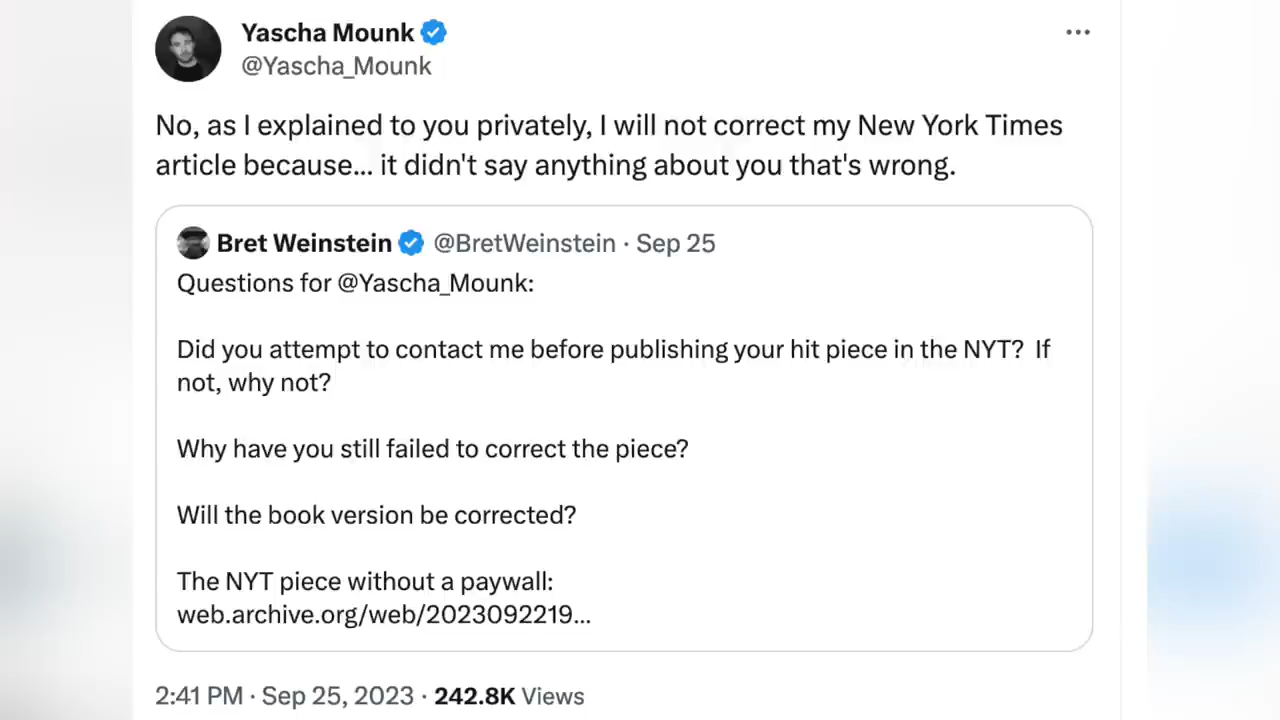 Yascha Mounk
@Yascha_Mounk
No, as I explained to you privately, I will not correct my New York Times
article because... it didn't say anything about you that's wrong.
Bret Weinstein @BretWeinstein · Sep 25
Questions for @Yascha_Mounk:
Did you attempt to contact me before publishing your hit piece in the NYT?  If
not, why not?
Why have you still failed to correct the piece?
Will the book version be corrected?
The NYT piece without a paywall:
web.archive.org/web/2023092219...
2:41 PM · Sep 25, 2023 · 242.8K Views